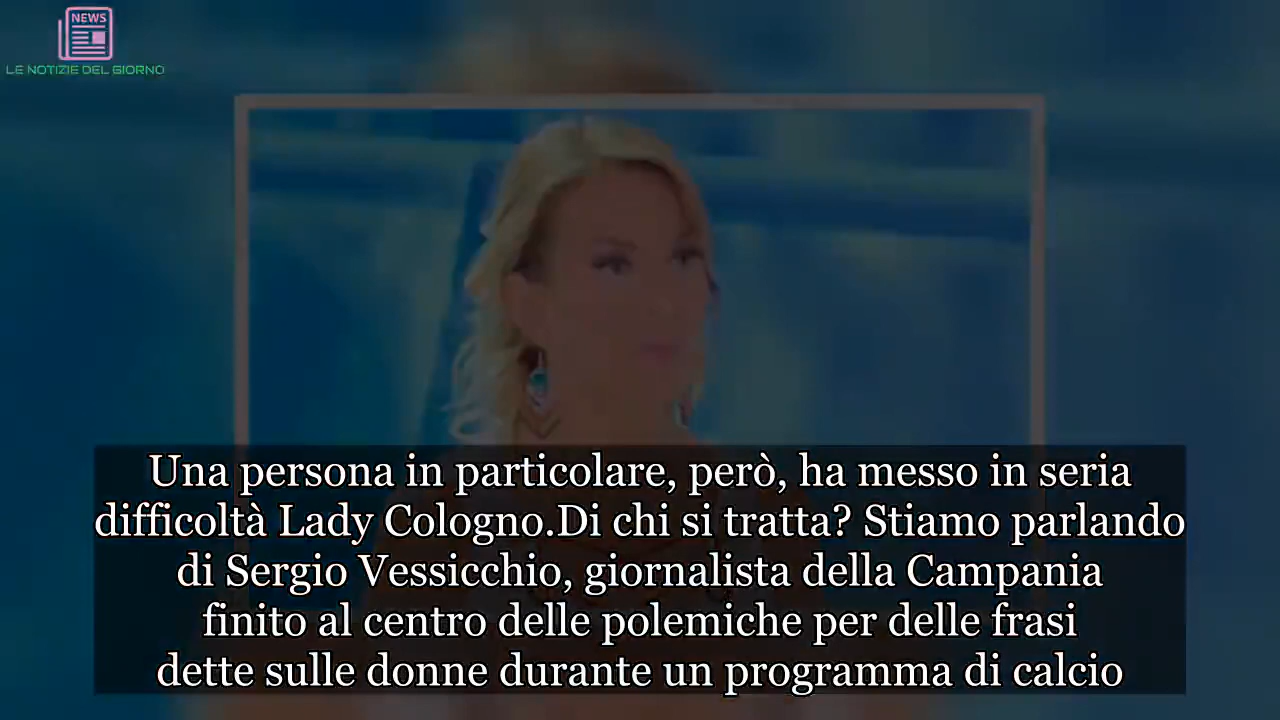 NEWS
LE NOTIZIE DEL GIORNO
Una persona in particolare, però, ha messo in seria
difficoltà Lady Cologno.Di chi si tratta? Stiamo parlando
di Sergio Vessicchio, giornalista della Campania
finito al centro delle polemiche per delle frasi
dette sulle donne durante un programma di calcio